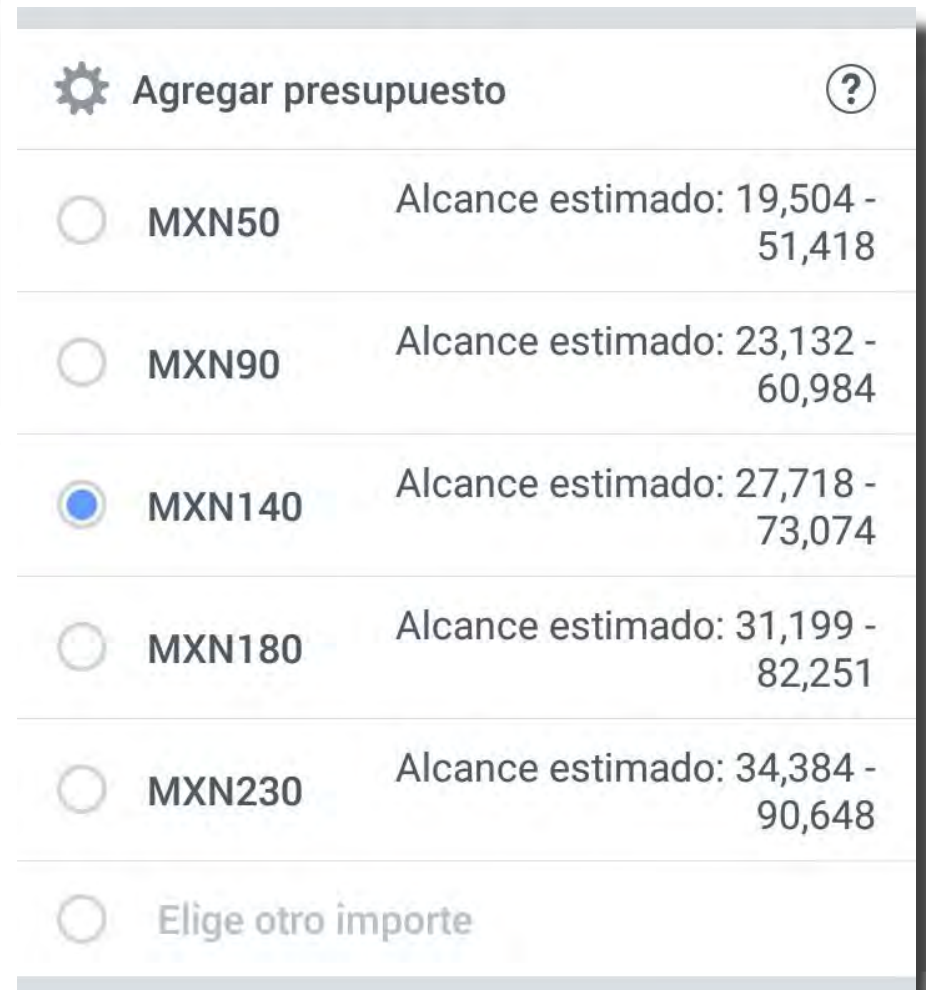 Agregar presupuesto
?
MXN50
Alcance estimado: 19,504 -
51,418
MXN90
Alcance estimado: 23,132 -
60,984
MXN140
Alcance estimado: 27,718 -
73,074
MXN180
Alcance estimado: 31,199 -
82,251
MXN230
Alcance estimado: 34,384 -
90,648
Elige otro importe